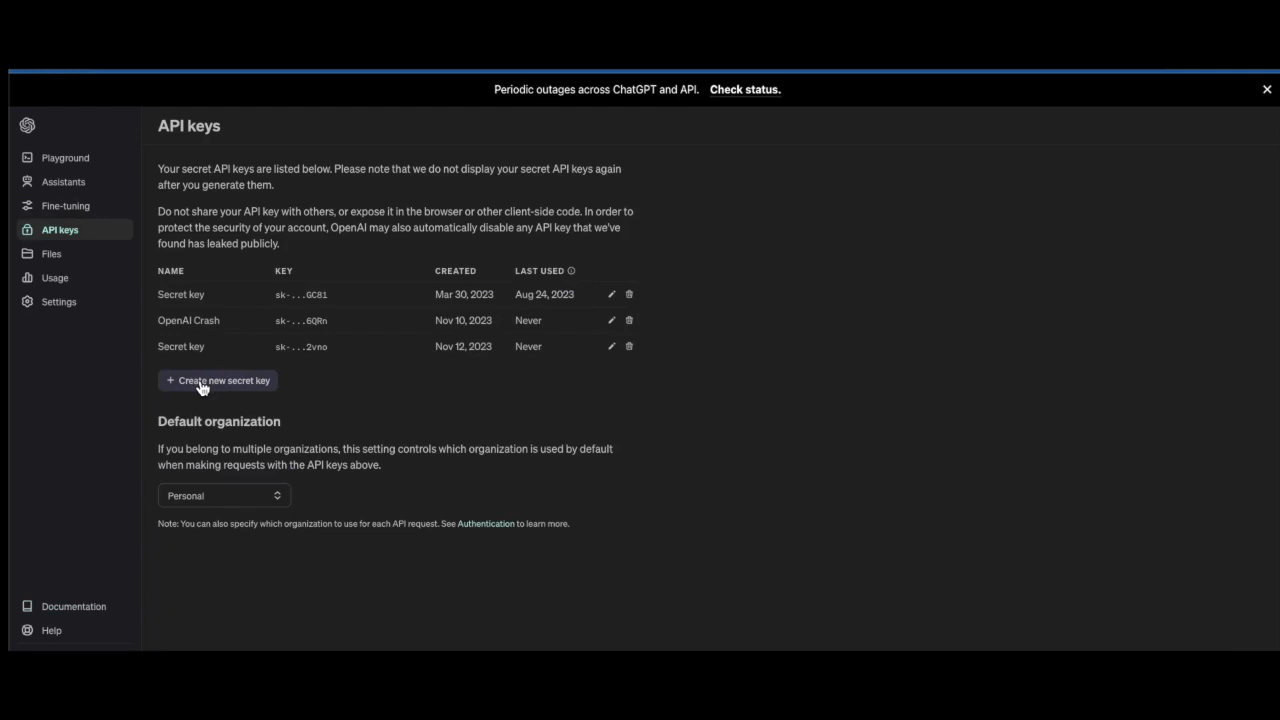 Periodic outages across ChatGPT and API. Check status.
API keys
Playground
Assistants
Fine-tuning
API keys
Files
Usage
Settings
Your secret API keys are listed below. Please note that we do not display your secret API keys again
after you generate them.
Do not share your API key with others, or expose it in the browser or other client-side code. In order to
protect the security of your account, OpenAI may also automatically disable any API key that we've
found has leaked publicly.
NAME KEY CREATED LAST USED
Secret key sk-...GC81 Mar 30, 2023 Aug 24, 2023
OpenAI Crash sk-...6QRn Nov 10, 2023 Never
Secret key sk-...2vno Nov 12, 2023 Never
+ Create new secret key
Default organization
If you belong to multiple organizations, this setting controls which organization is used by default
when making requests with the API keys above.
Personal
Note: You can also specify which organization to use for each API request. See Authentication to learn more.
Documentation
Help